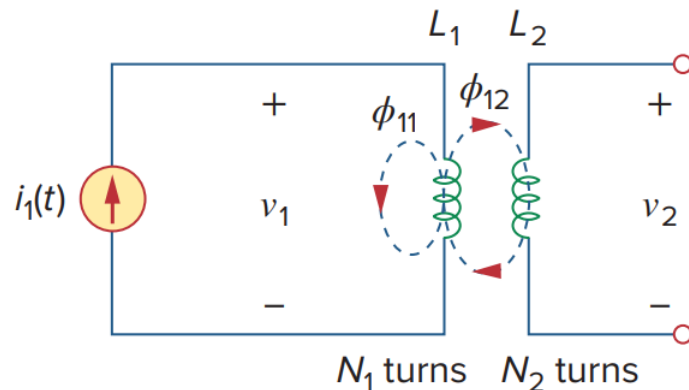 L₁ L₂
+ ϕ₁₁ ϕ₁₂ +
i₁(t) v₁ v₂
− −
N₁ turns N₂ turns